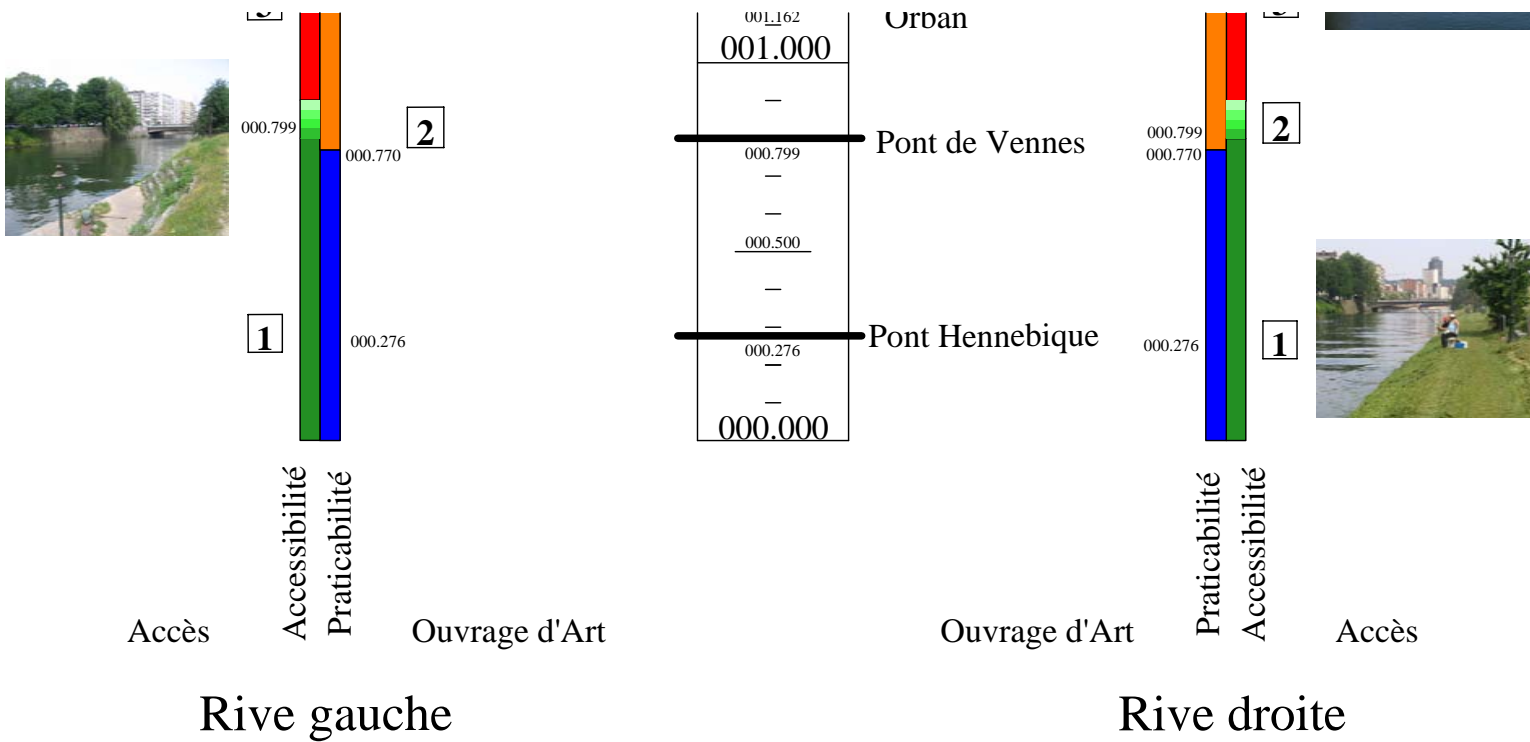 001.162
Orban
001.000
000.799
2
000.770
000.799
Pont de Vennes
000.799
000.770
2
000.500
1
000.276
000.276
Pont Hennebique
000.276
1
000.000
Accessibilité
Praticabilité
Praticabilité
Accessibilité
Accès
Ouvrage d'Art
Ouvrage d'Art
Accès
Rive gauche
Rive droite